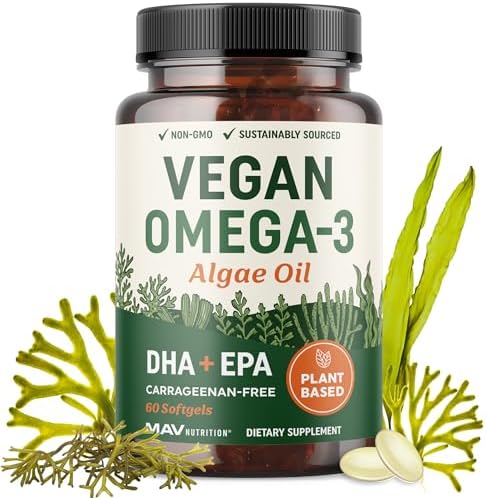 ✓ NON-GMO ✓ SUSTAINABLY SOURCED
VEGAN
OMEGA-3
Algae Oil
DHA + EPA
CARRAGEENAN-FREE
60 Softgels
PLANT
BASED
MAV NUTRITION® DIETARY SUPPLEMENT